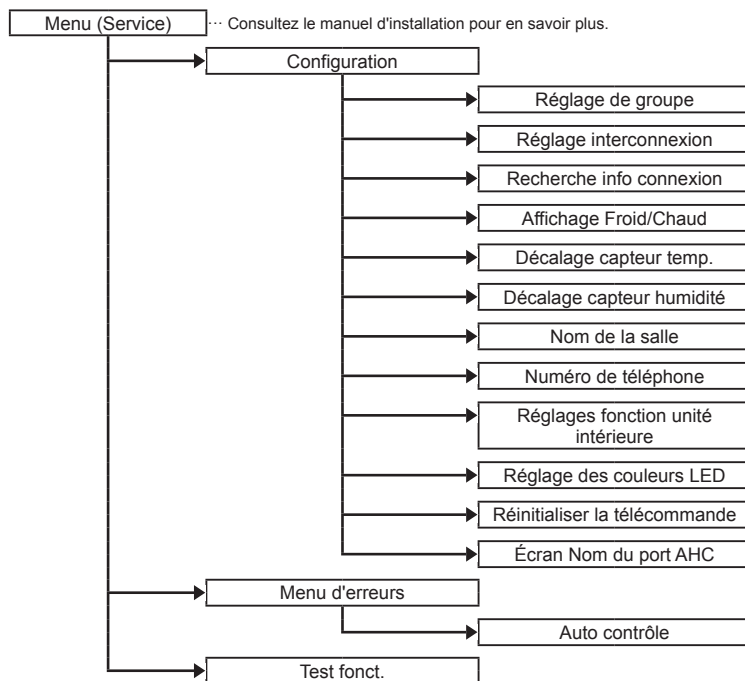 Menu (Service) ··· Consultez le manuel d'installation pour en savoir plus.
Configuration
Réglage de groupe
Réglage interconnexion
Recherche info connexion
Affichage Froid/Chaud
Décalage capteur temp.
Décalage capteur humidité
Nom de la salle
Numéro de téléphone
Réglages fonction unité
intérieure
Réglage des couleurs LED
Réinitialiser la télécommande
Écran Nom du port AHC
Menu d'erreurs
Auto contrôle
Test fonct.